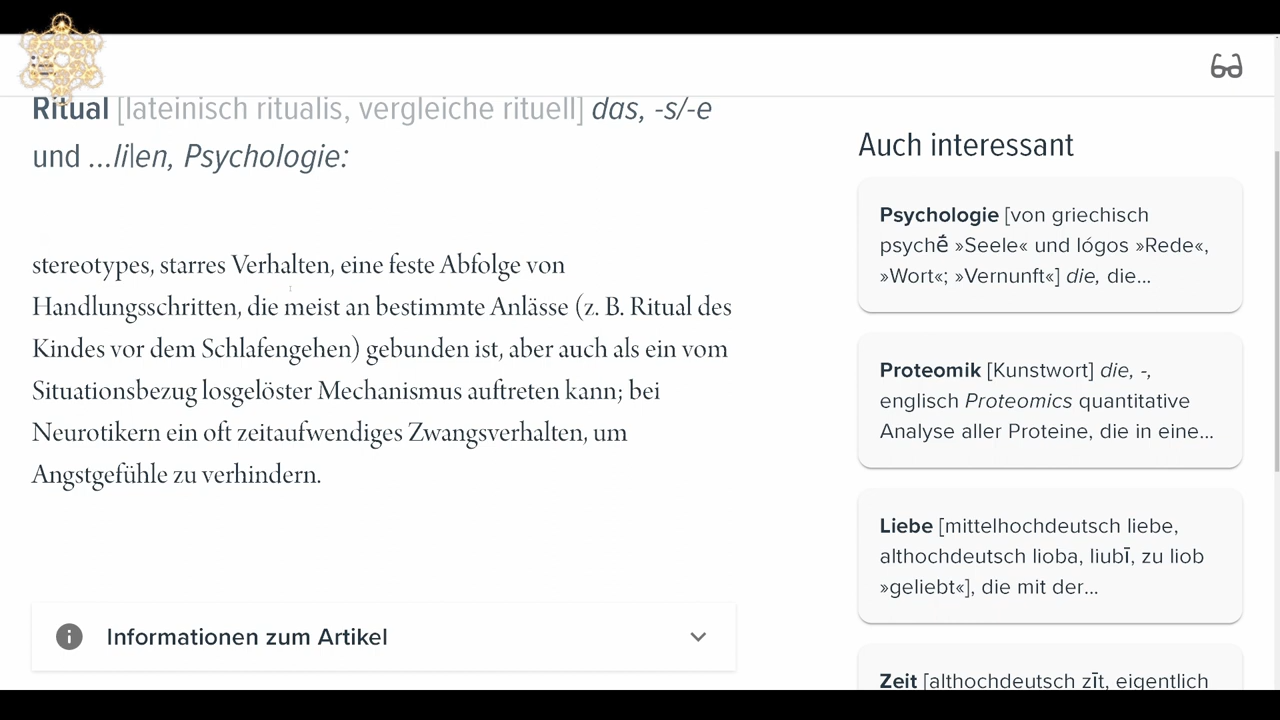 Ritual [lateinisch ritualis, vergleiche rituell] das, -s/-e
und ...li|en, Psychologie:
stereotypes, starres Verhalten, eine feste Abfolge von
Handlungsschritten, die meist an bestimmte Anlässe (z. B. Ritual des
Kindes vor dem Schlafengehen) gebunden ist, aber auch als ein vom
Situationsbezug losgelöster Mechanismus auftreten kann; bei
Neurotikern ein oft zeitaufwendiges Zwangsverhalten, um
Angstgefühle zu verhindern.
Informationen zum Artikel
Auch interessant
Psychologie [von griechisch
psychḗ »Seele« und lógos »Rede«,
»Wort«; »Vernunft«] die, die...
Proteomik [Kunstwort] die, -,
englisch Proteomics quantitative
Analyse aller Proteine, die in eine...
Liebe [mittelhochdeutsch liebe,
althochdeutsch lioba, liubī, zu liob
»geliebt«], die mit der...
Zeit [althochdeutsch zīt, eigentlich